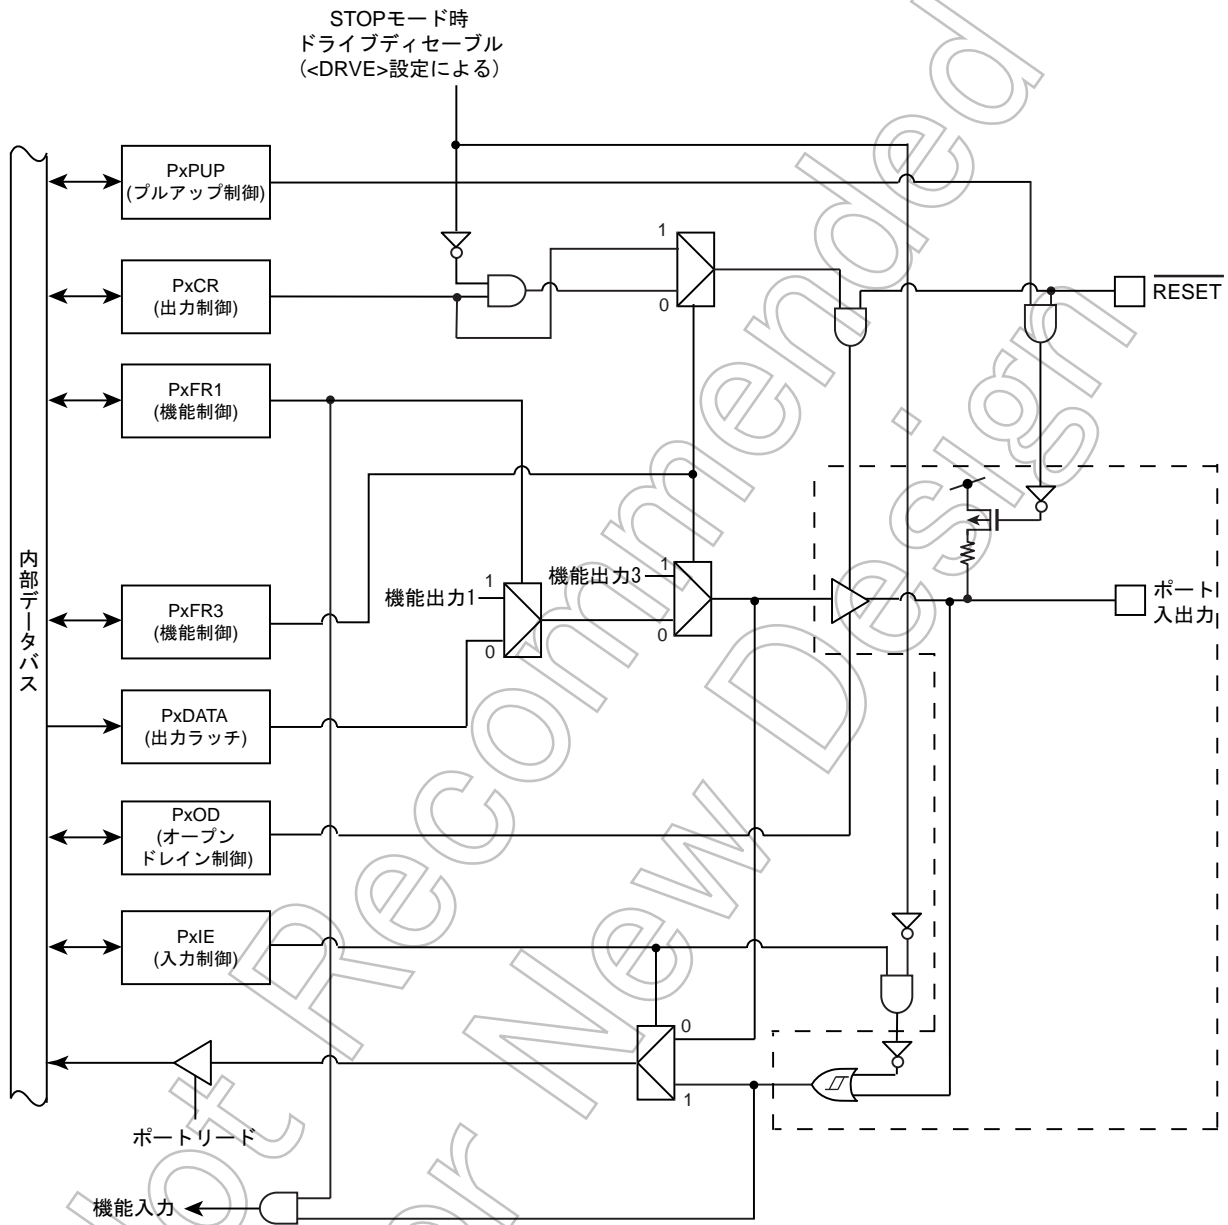 STOPモード時
ドライブディセーブル
(<DRVE>設定による)
PxPUP
(プルアップ制御)
1
PxCR
(出力制御)
0
RESET
PxFR1
(機能制御)
内部データバス
機能出力3
1
機能出力1
1
PxFR3
(機能制御)
0
0
ポート
入出力
PxDATA
(出力ラッチ)
PxOD
(オープン
ドレイン制御)
PxIE
(入力制御)
0
1
ポートリード
機能入力
Not Recommended
for New Design